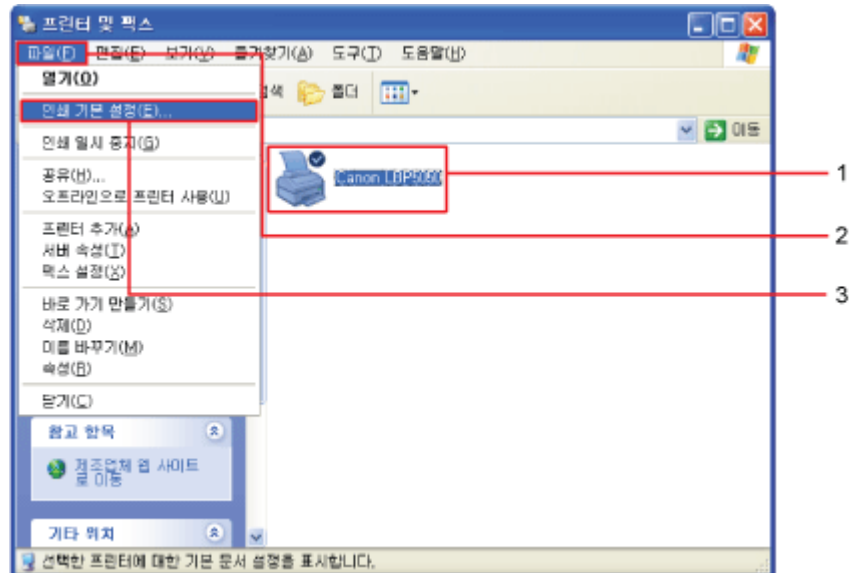 프린터 및 팩스
파일(F) 편집(E) 보기(V) 즐겨찾기(A) 도구(T) 도움말(H)
열기(O)
색 폴더
인쇄 기본 설정(E)...
이동
인쇄 일시 중지(G)
Canon LBP5050
1
공유(H)...
오프라인으로 프린터 사용(U)
2
프린터 추가(A)
서버 속성(T)
팩스 설정(X)
3
바로 가기 만들기(S)
삭제(D)
이름 바꾸기(M)
속성(R)
닫기(C)
참고 항목
제조업체 웹 사이트
로 이동
기타 위치
선택한 프린터에 대한 기본 문서 설정을 표시합니다.